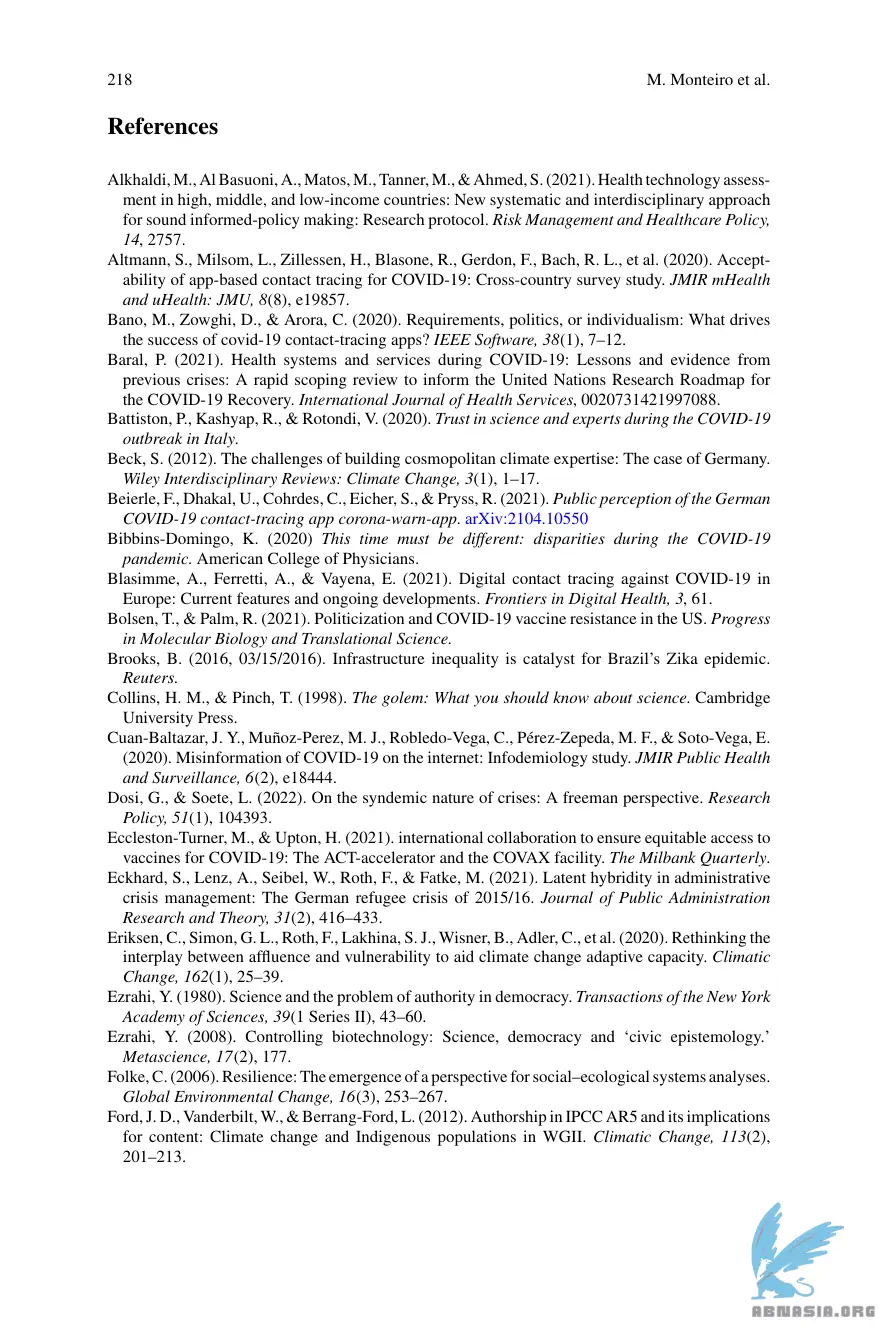 218
M. Monteiro et al.
References
Alkhaldi, M., Al Basuoni, A., Matos, M., Tanner, M., & Ahmed, S. (2021). Health technology assess-
ment in high, middle, and low-income countries: New systematic and interdisciplinary approach
for sound informed-policy making: Research protocol. Risk Management and Healthcare Policy,
14, 2757.
Altmann, S., Milsom, L., Zillessen, H., Blasone, R., Gerdon, F., Bach, R. L., et al. (2020). Accept-
ability of app-based contact tracing for COVID-19: Cross-country survey study. JMIR mHealth
and uHealth: JMU, 8(8), e19857.
Bano, M., Zowghi, D., & Arora, C. (2020). Requirements, politics, or individualism: What drives
the success of covid-19 contact-tracing apps? IEEE Software, 38(1), 7–12.
Baral, P. (2021). Health systems and services during COVID-19: Lessons and evidence from
previous crises: A rapid scoping review to inform the United Nations Research Roadmap for
the COVID-19 Recovery. International Journal of Health Services, 0020731421997088.
Battiston, P., Kashyap, R., & Rotondi, V. (2020). Trust in science and experts during the COVID-19
outbreak in Italy.
Beck, S. (2012). The challenges of building cosmopolitan climate expertise: The case of Germany.
Wiley Interdisciplinary Reviews: Climate Change, 3(1), 1–17.
Beierle, F., Dhakal, U., Cohrdes, C., Eicher, S., & Pryss, R. (2021). Public perception of the German
COVID-19 contact-tracing app corona-warn-app. arXiv:2104.10550
Bibbins-Domingo, K. (2020) This time must be different: disparities during the COVID-19
pandemic. American College of Physicians.
Blasimme, A., Ferretti, A., & Vayena, E. (2021). Digital contact tracing against COVID-19 in
Europe: Current features and ongoing developments. Frontiers in Digital Health, 3, 61.
Bolsen, T., & Palm, R. (2021). Politicization and COVID-19 vaccine resistance in the US. Progress
in Molecular Biology and Translational Science.
Brooks, B. (2016, 03/15/2016). Infrastructure inequality is catalyst for Brazil’s Zika epidemic.
Reuters.
Collins, H. M., & Pinch, T. (1998). The golem: What you should know about science. Cambridge
University Press.
Cuan-Baltazar, J. Y., Muñoz-Perez, M. J., Robledo-Vega, C., Pérez-Zepeda, M. F., & Soto-Vega, E.
(2020). Misinformation of COVID-19 on the internet: Infodemiology study. JMIR Public Health
and Surveillance, 6(2), e18444.
Dosi, G., & Soete, L. (2022). On the syndemic nature of crises: A freeman perspective. Research
Policy, 51(1), 104393.
Eccleston-Turner, M., & Upton, H. (2021). international collaboration to ensure equitable access to
vaccines for COVID-19: The ACT-accelerator and the COVAX facility. The Milbank Quarterly.
Eckhard, S., Lenz, A., Seibel, W., Roth, F., & Fatke, M. (2021). Latent hybridity in administrative
crisis management: The German refugee crisis of 2015/16. Journal of Public Administration
Research and Theory, 31(2), 416–433.
Eriksen, C., Simon, G. L., Roth, F., Lakhina, S. J., Wisner, B., Adler, C., et al. (2020). Rethinking the
interplay between affluence and vulnerability to aid climate change adaptive capacity. Climatic
Change, 162(1), 25–39.
Ezrahi, Y. (1980). Science and the problem of authority in democracy. Transactions of the New York
Academy of Sciences, 39(1 Series II), 43–60.
Ezrahi, Y. (2008). Controlling biotechnology: Science, democracy and ‘civic epistemology.’
Metascience, 17(2), 177.
Folke, C. (2006). Resilience: The emergence of a perspective for social–ecological systems analyses.
Global Environmental Change, 16(3), 253–267.
Ford, J. D., Vanderbilt, W., & Berrang-Ford, L. (2012). Authorship in IPCC AR5 and its implications
for content: Climate change and Indigenous populations in WGII. Climatic Change, 113(2),
201–213.
ABNASIA.ORG